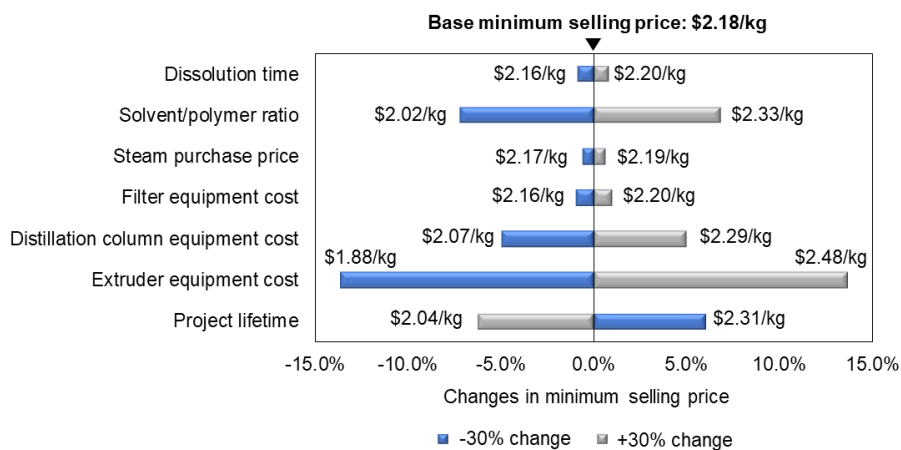 Base minimum selling price: $2.18/kg
Dissolution time $2.16/kg $2.20/kg
Solvent/polymer ratio $2.02/kg $2.33/kg
Steam purchase price $2.17/kg $2.19/kg
Filter equipment cost $2.16/kg $2.20/kg
Distillation column equipment cost $2.07/kg $2.29/kg
$1.88/kg $2.48/kg
Extruder equipment cost
Project lifetime $2.04/kg $2.31/kg
-15.0% -10.0% -5.0% 0.0% 5.0% 10.0% 15.0%
Changes in minimum selling price
-30% change +30% change